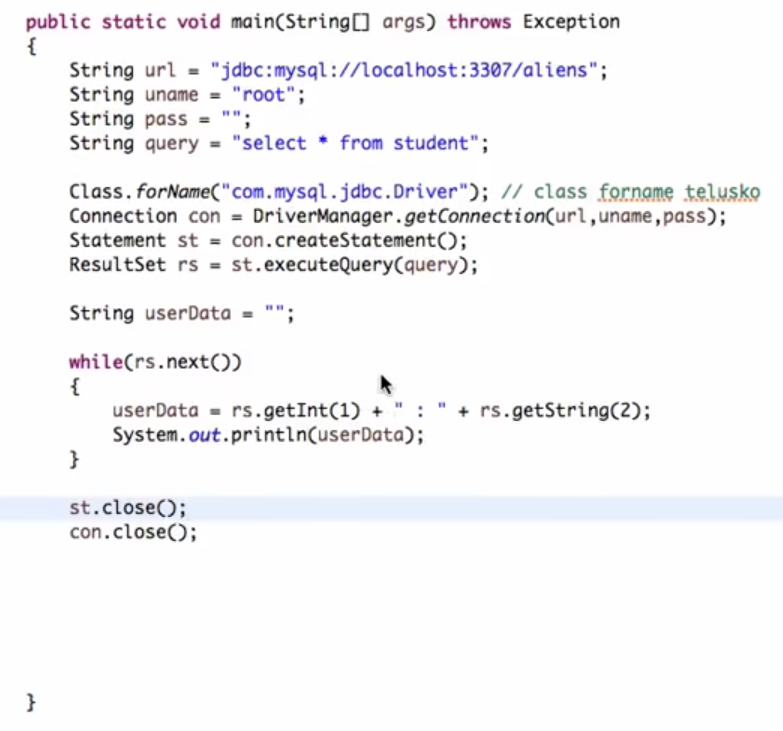 public static void main(String[] args) throws Exception
{
String url = "jdbc:mysql://localhost:3307/aliens";
String uname = "root";
String pass = "";
String query = "select * from student";
Class.forName("com.mysql.jdbc.Driver"); // class forname telusko
Connection con = DriverManager.getConnection(url,uname,pass);
Statement st = con.createStatement();
ResultSet rs = st.executeQuery(query);
String userData = "";
while(rs.next())
{
userData = rs.getInt(1) + " : " + rs.getString(2);
System.out.println(userData);
}
st.close();
con.close();
}